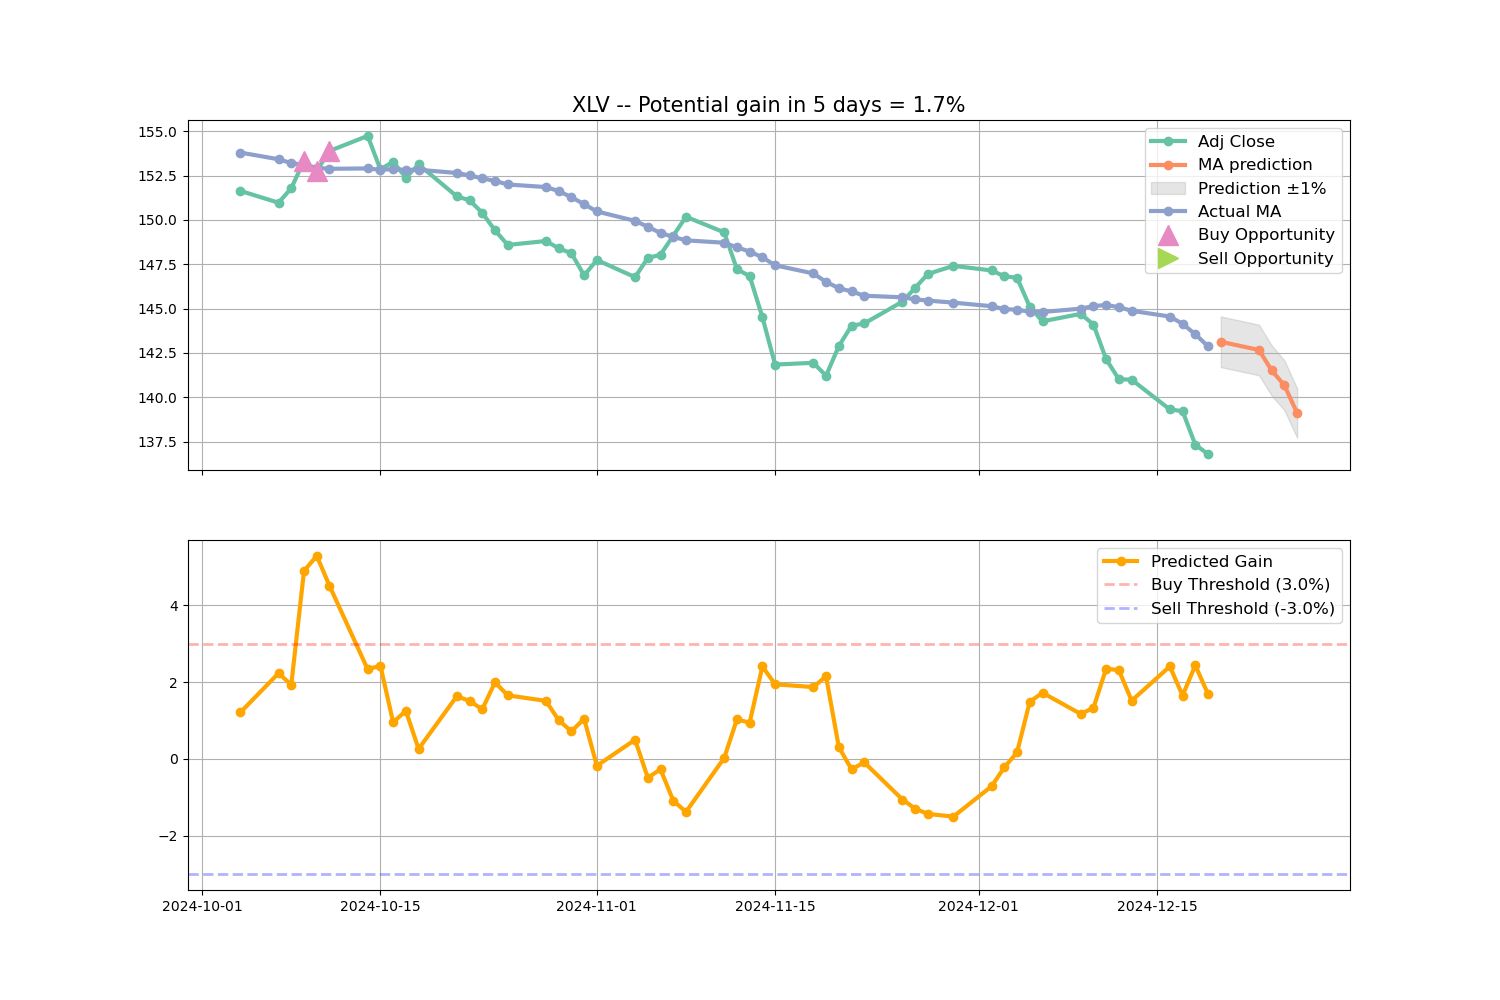 XLV -- Potential gain in 5 days = 1.7%
155.0
152.5
150.0
147.5
145.0
142.5
140.0
137.5
Adj Close
MA prediction
Prediction ±1%
Actual MA
Buy Opportunity
Sell Opportunity
4
2
0
−2
Predicted Gain
Buy Threshold (3.0%)
Sell Threshold (-3.0%)
2024-10-01 2024-10-15 2024-11-01 2024-11-15 2024-12-01 2024-12-15